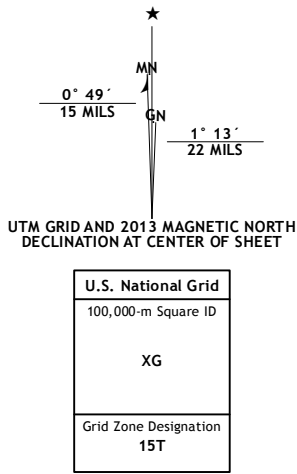 ★
MN
0° 49´
15 MILS
GN
1° 13´
22 MILS
UTM GRID AND 2013 MAGNETIC NORTH
DECLINATION AT CENTER OF SHEET
U.S. National Grid
100,000-m Square ID
XG
Grid Zone Designation
15T